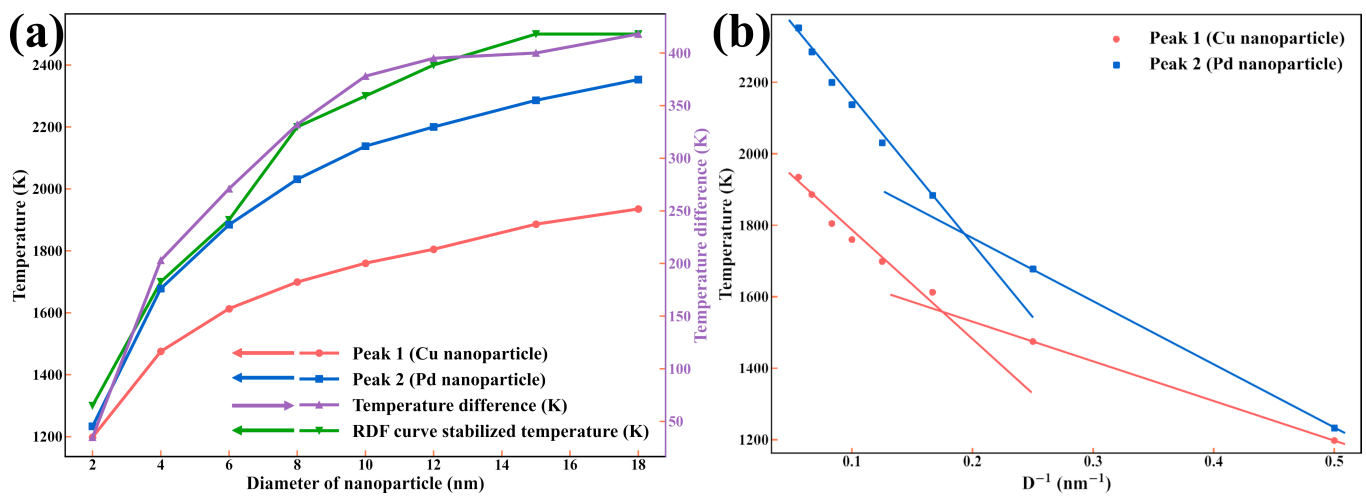 (a)
Temperature (K)
2400
2200
2000
1800
1600
1400
1200
400
350
300
250
200
150
100
50
Temperature difference (K)
Peak 1 (Cu nanoparticle)
Peak 2 (Pd nanoparticle)
Temperature difference (K)
RDF curve stabilized temperature (K)
2 4 6 8 10 12 14 16 18
Diameter of nanoparticle (nm)
(b)
Peak 1 (Cu nanoparticle)
Peak 2 (Pd nanoparticle)
Temperature (K)
2200
2000
1800
1600
1400
1200
0.1 0.2 0.3 0.4 0.5
D⁻¹ (nm⁻¹)